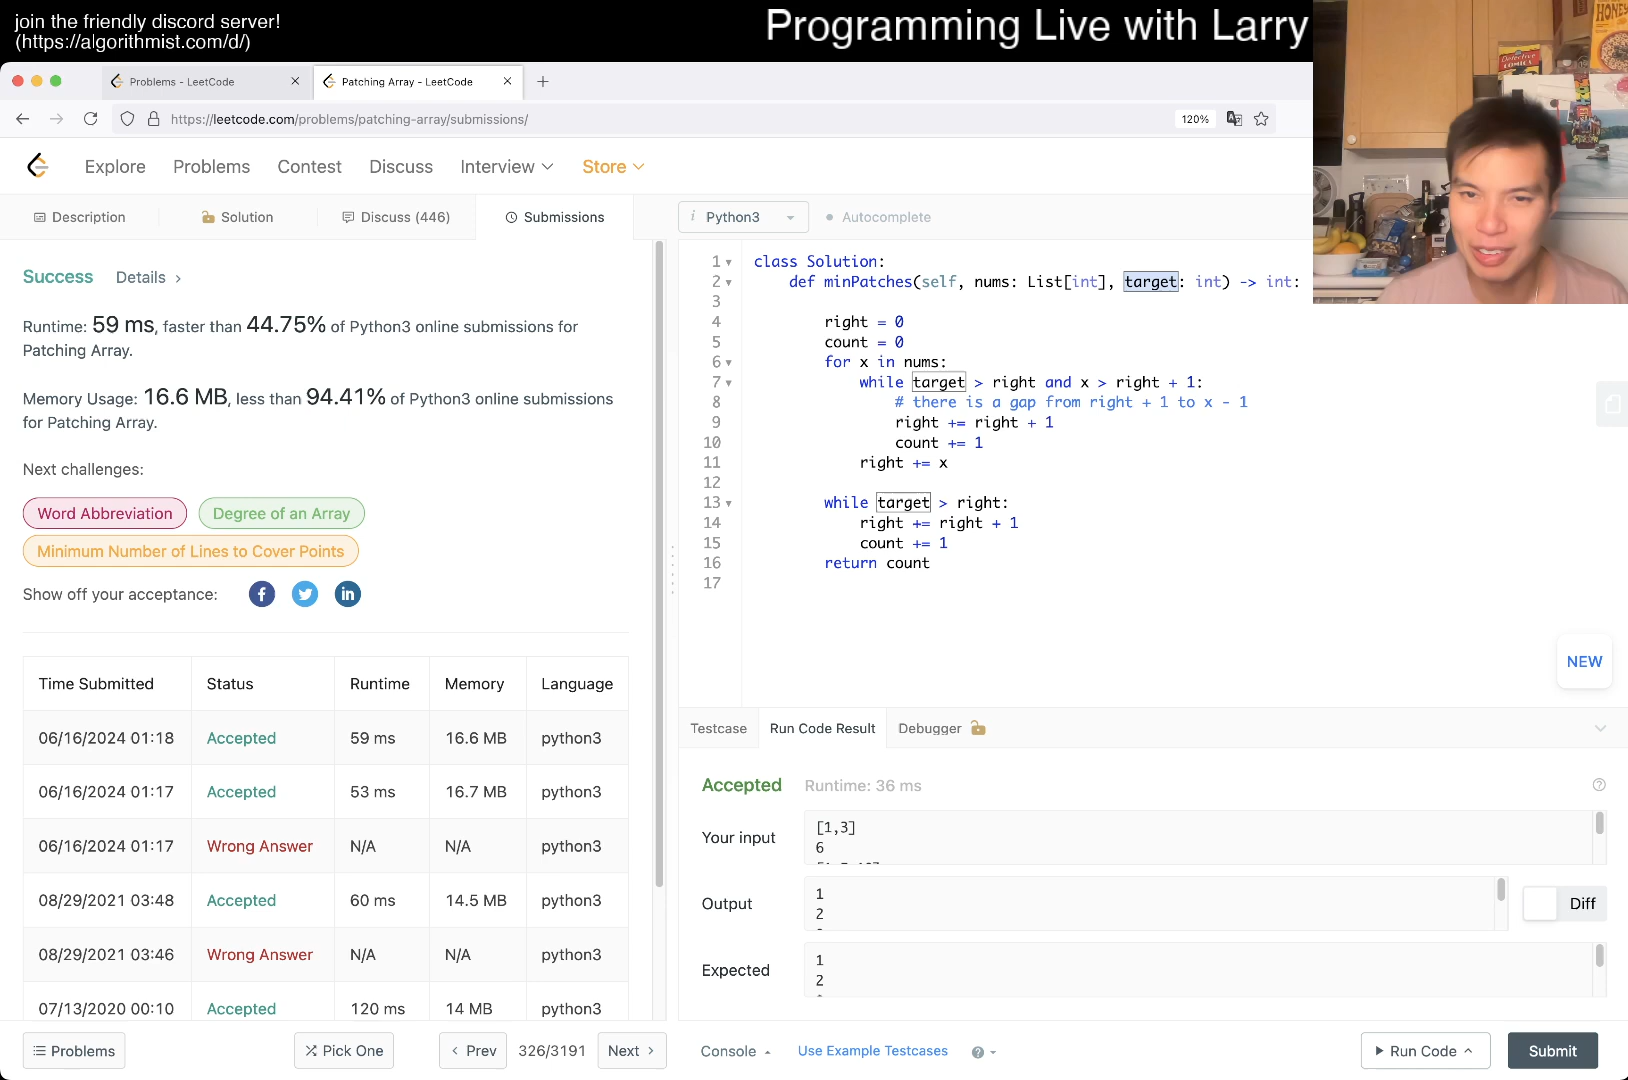 join the friendly discord server!
(https://algorithmist.com/d/)
Programming Live with Larry
Problems - LeetCode
Patching Array - LeetCode
https://leetcode.com/problems/patching-array/submissions/
120%
Explore
Problems
Contest
Discuss
Interview
Store
Description
Solution
Discuss (446)
Submissions
i Python3
Autocomplete
Success
Details
Runtime: 59 ms, faster than 44.75% of Python3 online submissions for
Patching Array.
Memory Usage: 16.6 MB, less than 94.41% of Python3 online submissions
for Patching Array.
Next challenges:
Word Abbreviation
Degree of an Array
Minimum Number of Lines to Cover Points
Show off your acceptance:
Time Submitted Status Runtime Memory Language
06/16/2024 01:18 Accepted 59 ms 16.6 MB python3
06/16/2024 01:17 Accepted 53 ms 16.7 MB python3
06/16/2024 01:17 Wrong Answer N/A N/A python3
08/29/2021 03:48 Accepted 60 ms 14.5 MB python3
08/29/2021 03:46 Wrong Answer N/A N/A python3
07/13/2020 00:10 Accepted 120 ms 14 MB python3
1 class Solution:
2 def minPatches(self, nums: List[int], target: int) -> int:
3
4 right = 0
5 count = 0
6 for x in nums:
7 while target > right and x > right + 1:
8 # there is a gap from right + 1 to x - 1
9 right += right + 1
10 count += 1
11 right += x
12
13 while target > right:
14 right += right + 1
15 count += 1
16 return count
17
NEW
Testcase
Run Code Result
Debugger
Accepted
Runtime: 36 ms
Your input
[1,3]
6
Output
1
2
Diff
Expected
1
2
Problems
Pick One
Prev
326/3191
Next
Console
Use Example Testcases
Run Code
Submit
HONEY